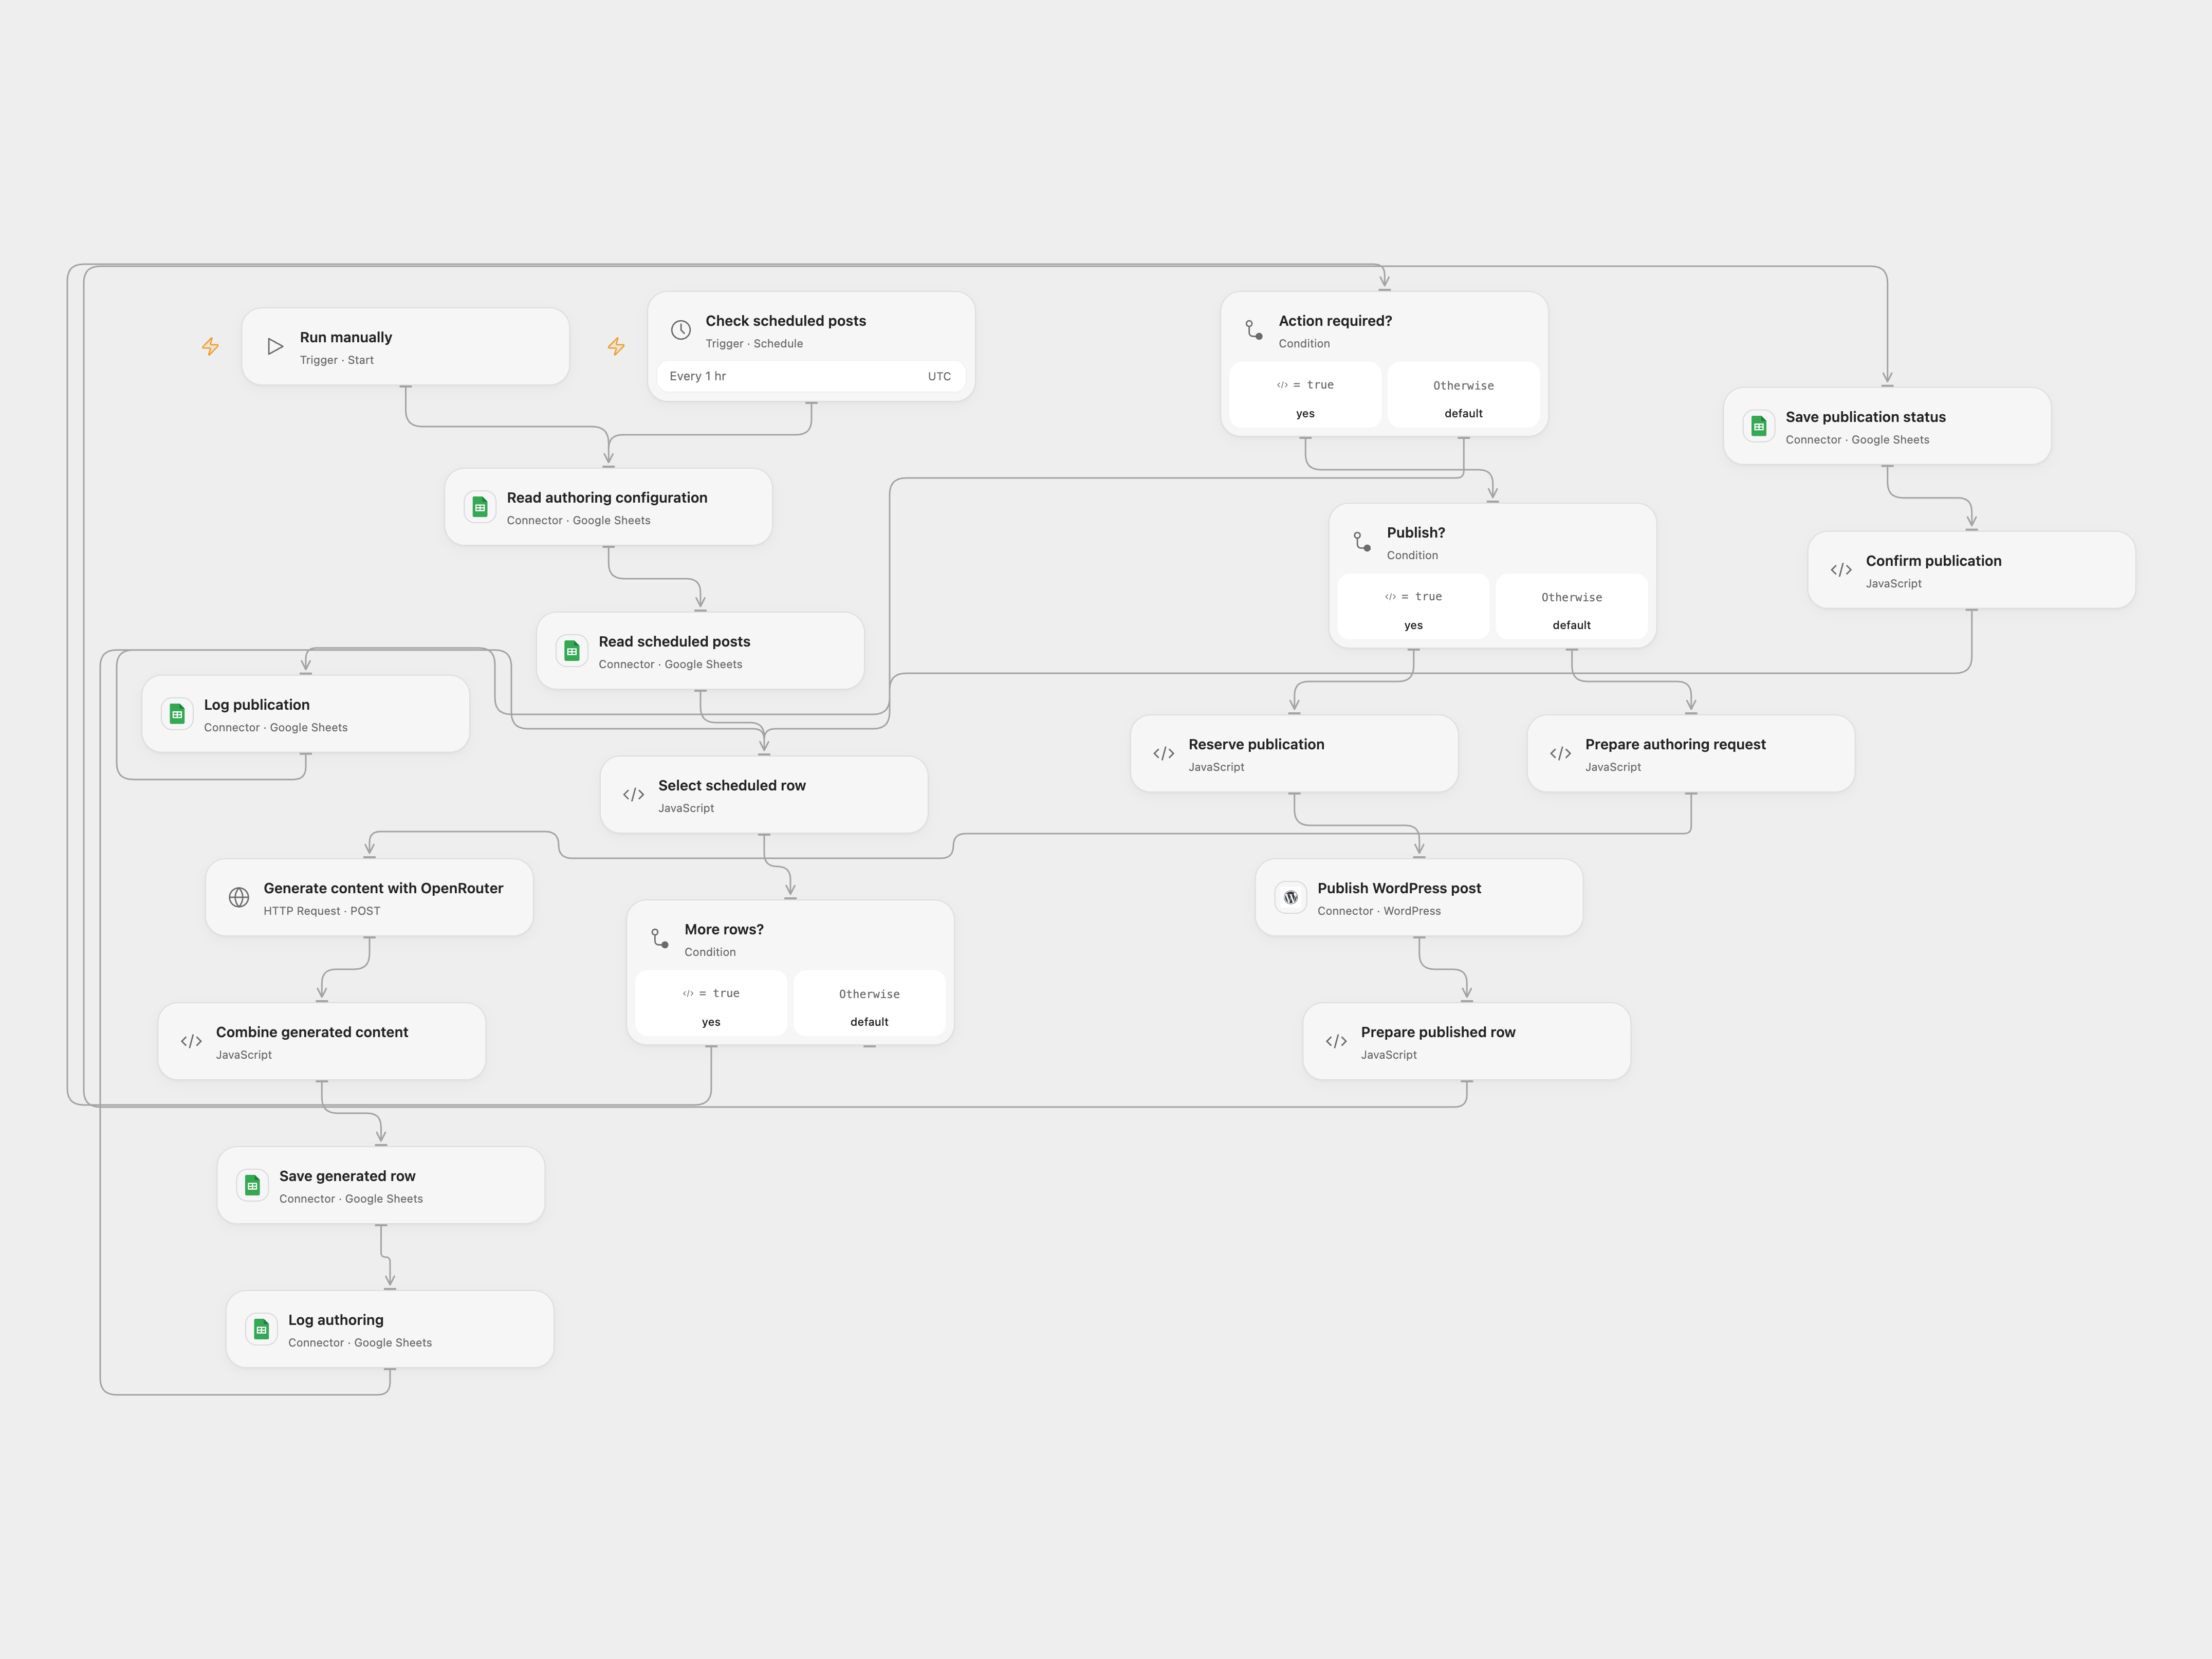 Run manually
Trigger · Start
Check scheduled posts
Trigger · Schedule
Every 1 hr
UTC
Action required?
Condition
</> = true
yes
Otherwise
default
Save publication status
Connector · Google Sheets
Read authoring configuration
Connector · Google Sheets
Publish?
Condition
</> = true
yes
Otherwise
default
Confirm publication
JavaScript
Read scheduled posts
Connector · Google Sheets
Log publication
Connector · Google Sheets
Reserve publication
JavaScript
Prepare authoring request
JavaScript
Select scheduled row
JavaScript
Generate content with OpenRouter
HTTP Request · POST
Publish WordPress post
Connector · WordPress
More rows?
Condition
</> = true
yes
Otherwise
default
Combine generated content
JavaScript
Prepare published row
JavaScript
Save generated row
Connector · Google Sheets
Log authoring
Connector · Google Sheets